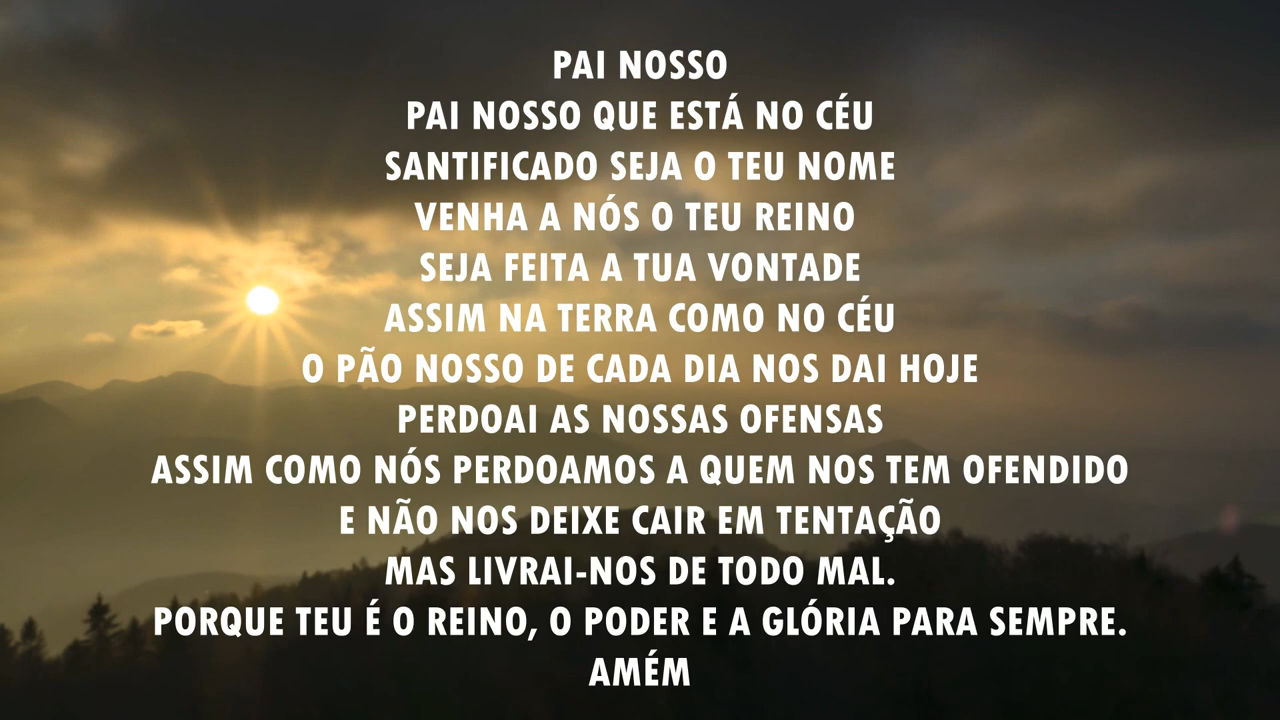 PAI NOSSO
PAI NOSSO QUE ESTÁ NO CÉU
SANTIFICADO SEJA O TEU NOME
VENHA A NÓS O TEU REINO
SEJA FEITA A TUA VONTADE
ASSIM NA TERRA COMO NO CÉU
O PÃO NOSSO DE CADA DIA NOS DAI HOJE
PERDOAI AS NOSSAS OFENSAS
ASSIM COMO NÓS PERDOAMOS A QUEM NOS TEM OFENDIDO
E NÃO NOS DEIXE CAIR EM TENTAÇÃO
MAS LIVRAI-NOS DE TODO MAL.
PORQUE TEU É O REINO, O PODER E A GLÓRIA PARA SEMPRE.
AMÉM